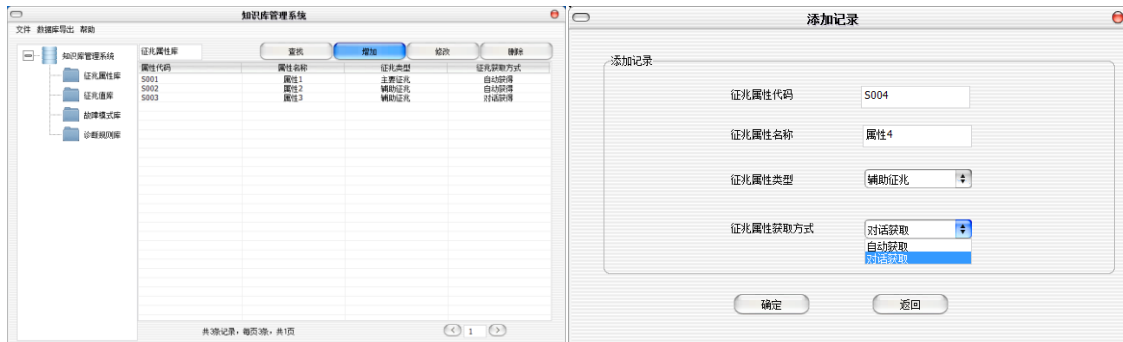 知识库管理系统
文件 数据库导出 帮助
知识库管理系统
征兆属性库
征兆值库
故障模式库
诊断规则库
征兆属性库 查找 增加 修改 删除
属性代码 属性名称 征兆类型 征兆获取方式
S001 属性1 主要征兆 自动获得
S002 属性2 辅助征兆 自动获得
S003 属性3 辅助征兆 对话获得
共3条记录，每页3条，共1页 1
添加记录
添加记录
征兆属性代码 S004
征兆属性名称 属性4
征兆属性类型 辅助征兆
征兆属性获取方式 对话获取
自动获取
对话获取
确定 返回